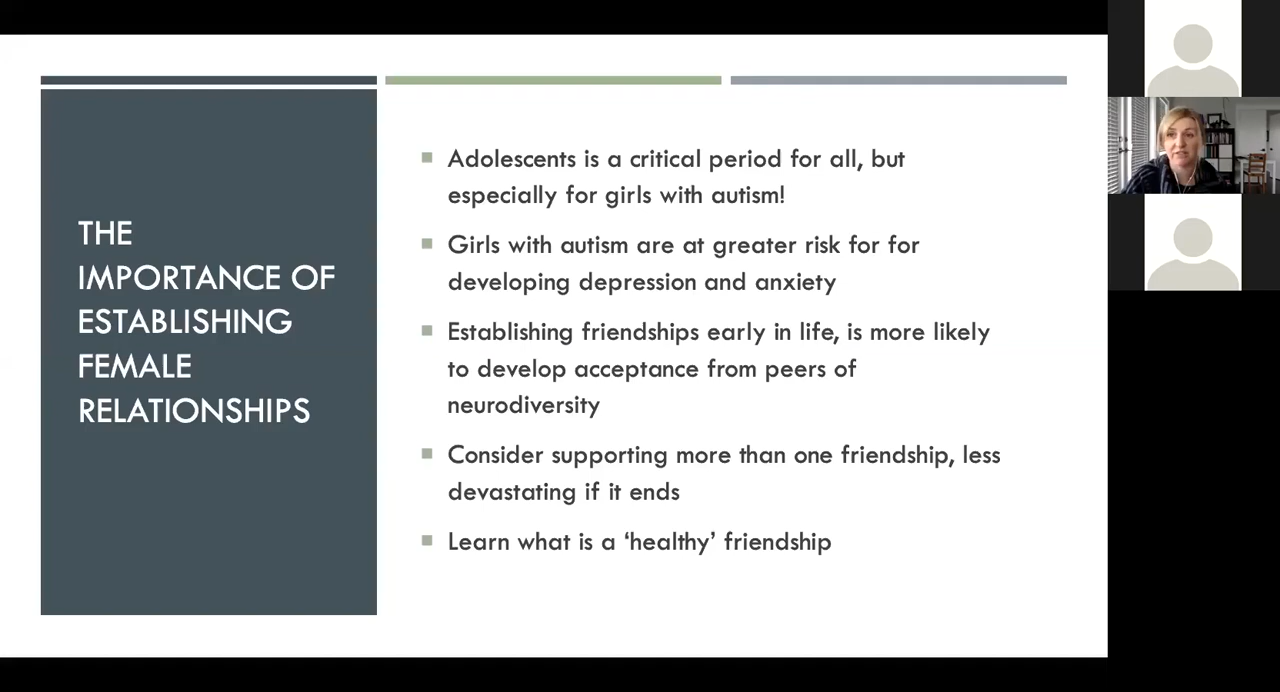 THE
IMPORTANCE OF
ESTABLISHING
FEMALE
RELATIONSHIPS
Adolescents is a critical period for all, but
especially for girls with autism!
Girls with autism are at greater risk for for
developing depression and anxiety
Establishing friendships early in life, is more likely
to develop acceptance from peers of
neurodiversity
Consider supporting more than one friendship, less
devastating if it ends
Learn what is a ‘healthy’ friendship